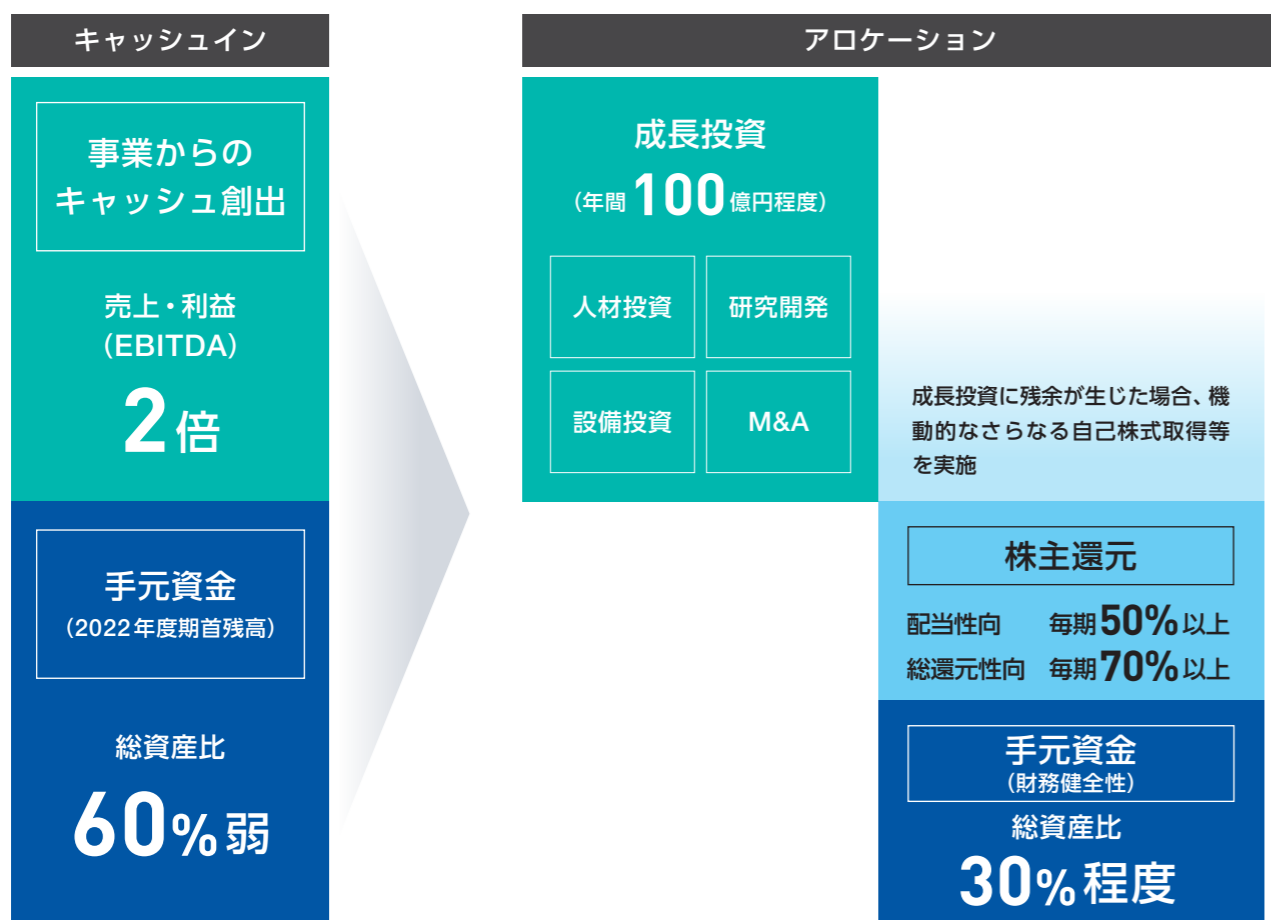 キャッシュイン
アロケーション
事業からの
キャッシュ創出
売上・利益
（EBITDA）
2倍
手元資金
（2022年度期首残高）
総資産比
60%弱
成長投資
（年間100億円程度）
人材投資
研究開発
設備投資
M&A
成長投資に残余が生じた場合、機
動的なさらなる自己株式取得等
を実施
株主還元
配当性向 毎期50%以上
総還元性向 毎期70%以上
手元資金
（財務健全性）
総資産比
30%程度